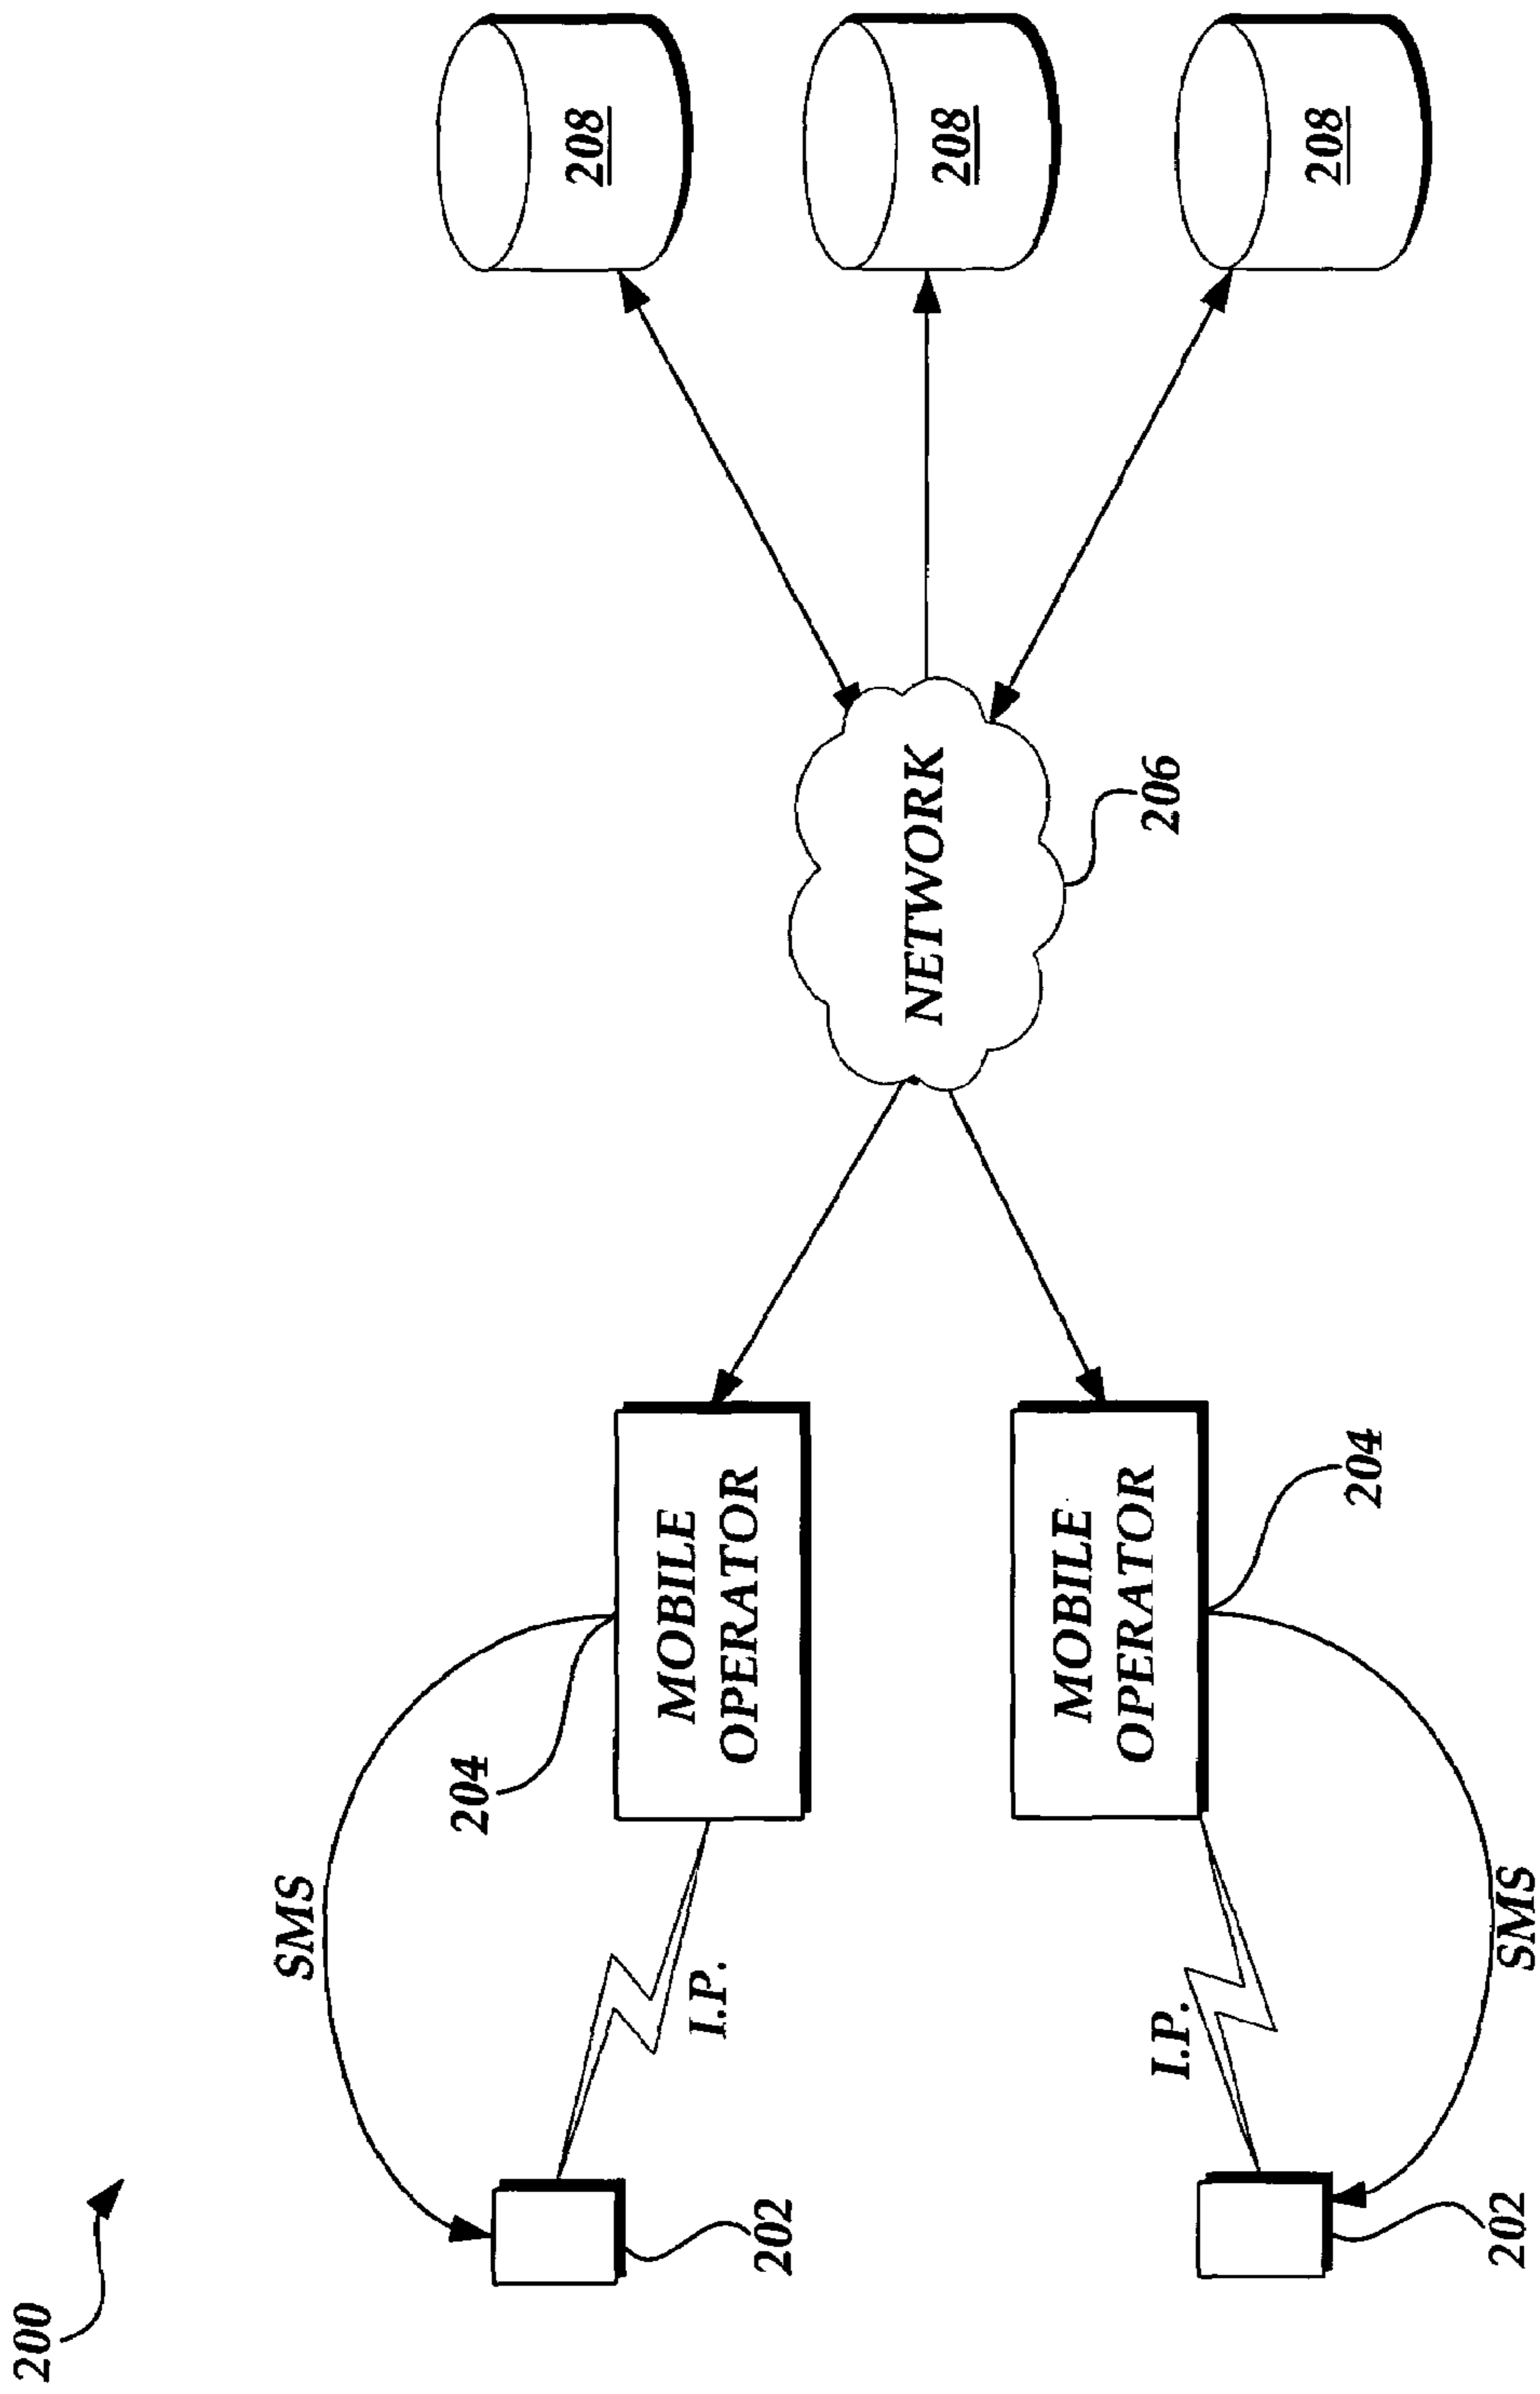 200
SMS
204
202
I.P.
MOBILE
OPERATOR
NETWORK
206
208
208
208
I.P.
MOBILE
OPERATOR
204
202
SMS